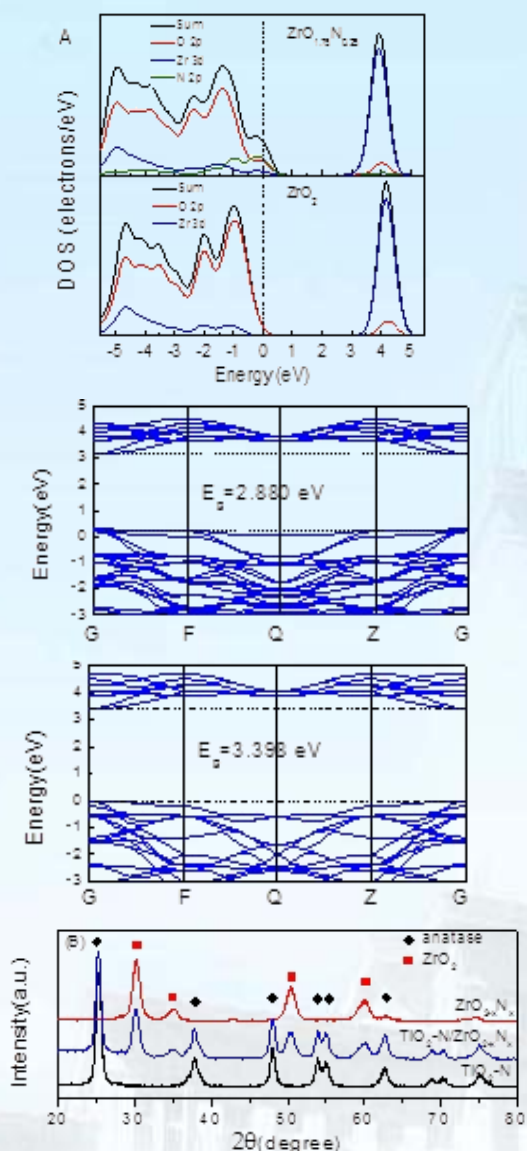 A
Sum
O 2p
Zr 3p
N 2p
ZrO1.75N0.25
Sum
O 2p
Zr 3p
ZrO2
DOS (electrons/eV)
-5 -4 -3 -2 -1 0 1 2 3 4 5
Energy(eV)
5
4
3
2
1
0
-1
-2
-3
Energy(eV)
Eg=2.880 eV
G F Q Z G
5
4
3
2
1
0
-1
-2
-3
Energy(eV)
Eg=3.398 eV
G F Q Z G
(B)
anatase
ZrO2
ZrO2-xNx
TiO2-N/ZrO2-xNx
TiO2-N
Intensity(a.u.)
20 30 40 50 60 70 80
2θ(degree)